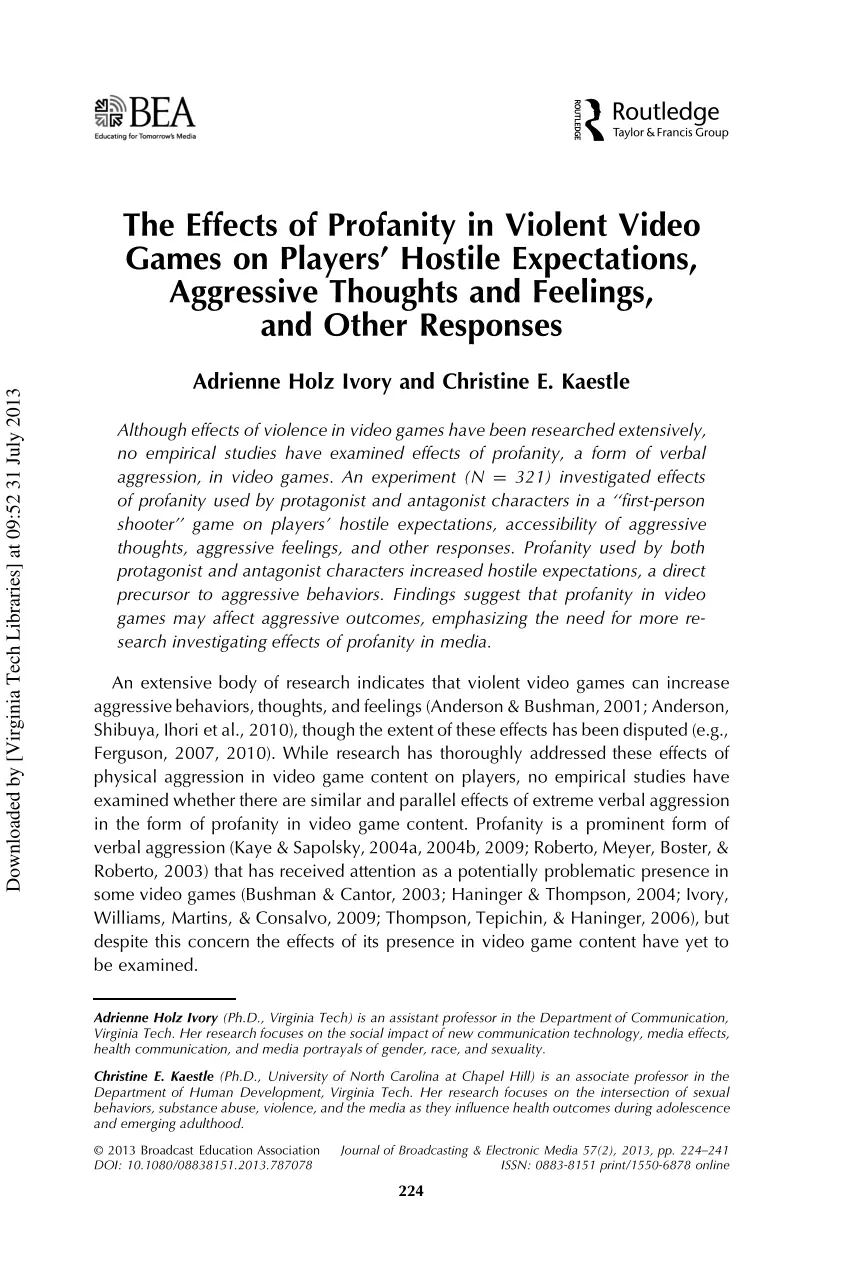 BEA
Educating for Tomorrow's Media
ROUTLEDGE
Routledge
Taylor & Francis Group
The Effects of Profanity in Violent Video
Games on Players' Hostile Expectations,
Aggressive Thoughts and Feelings,
and Other Responses
Adrienne Holz Ivory and Christine E. Kaestle
Although effects of violence in video games have been researched extensively,
no empirical studies have examined effects of profanity, a form of verbal
aggression, in video games. An experiment (N = 321) investigated effects
of profanity used by protagonist and antagonist characters in a ‘‘first-person
shooter’’ game on players’ hostile expectations, accessibility of aggressive
thoughts, aggressive feelings, and other responses. Profanity used by both
protagonist and antagonist characters increased hostile expectations, a direct
precursor to aggressive behaviors. Findings suggest that profanity in video
games may affect aggressive outcomes, emphasizing the need for more re-
search investigating effects of profanity in media.
An extensive body of research indicates that violent video games can increase
aggressive behaviors, thoughts, and feelings (Anderson & Bushman, 2001; Anderson,
Shibuya, Ihori et al., 2010), though the extent of these effects has been disputed (e.g.,
Ferguson, 2007, 2010). While research has thoroughly addressed these effects of
physical aggression in video game content on players, no empirical studies have
examined whether there are similar and parallel effects of extreme verbal aggression
in the form of profanity in video game content. Profanity is a prominent form of
verbal aggression (Kaye & Sapolsky, 2004a, 2004b, 2009; Roberto, Meyer, Boster, &
Roberto, 2003) that has received attention as a potentially problematic presence in
some video games (Bushman & Cantor, 2003; Haninger & Thompson, 2004; Ivory,
Williams, Martins, & Consalvo, 2009; Thompson, Tepichin, & Haninger, 2006), but
despite this concern the effects of its presence in video game content have yet to
be examined.
Adrienne Holz Ivory (Ph.D., Virginia Tech) is an assistant professor in the Department of Communication,
Virginia Tech. Her research focuses on the social impact of new communication technology, media effects,
health communication, and media portrayals of gender, race, and sexuality.
Christine E. Kaestle (Ph.D., University of North Carolina at Chapel Hill) is an associate professor in the
Department of Human Development, Virginia Tech. Her research focuses on the intersection of sexual
behaviors, substance abuse, violence, and the media as they influence health outcomes during adolescence
and emerging adulthood.
© 2013 Broadcast Education Association Journal of Broadcasting & Electronic Media 57(2), 2013, pp. 224–241
DOI: 10.1080/08838151.2013.787078 ISSN: 0883-8151 print/1550-6878 online
224
Downloaded by [Virginia Tech Libraries] at 09:52 31 July 2013